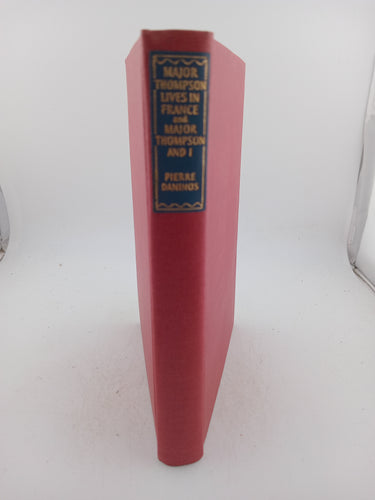 MAJOR
THOMPSON
LIVES IN
FRANCE
and
MAJOR
THOMPSON
AND I
PIERRE
DANINOS